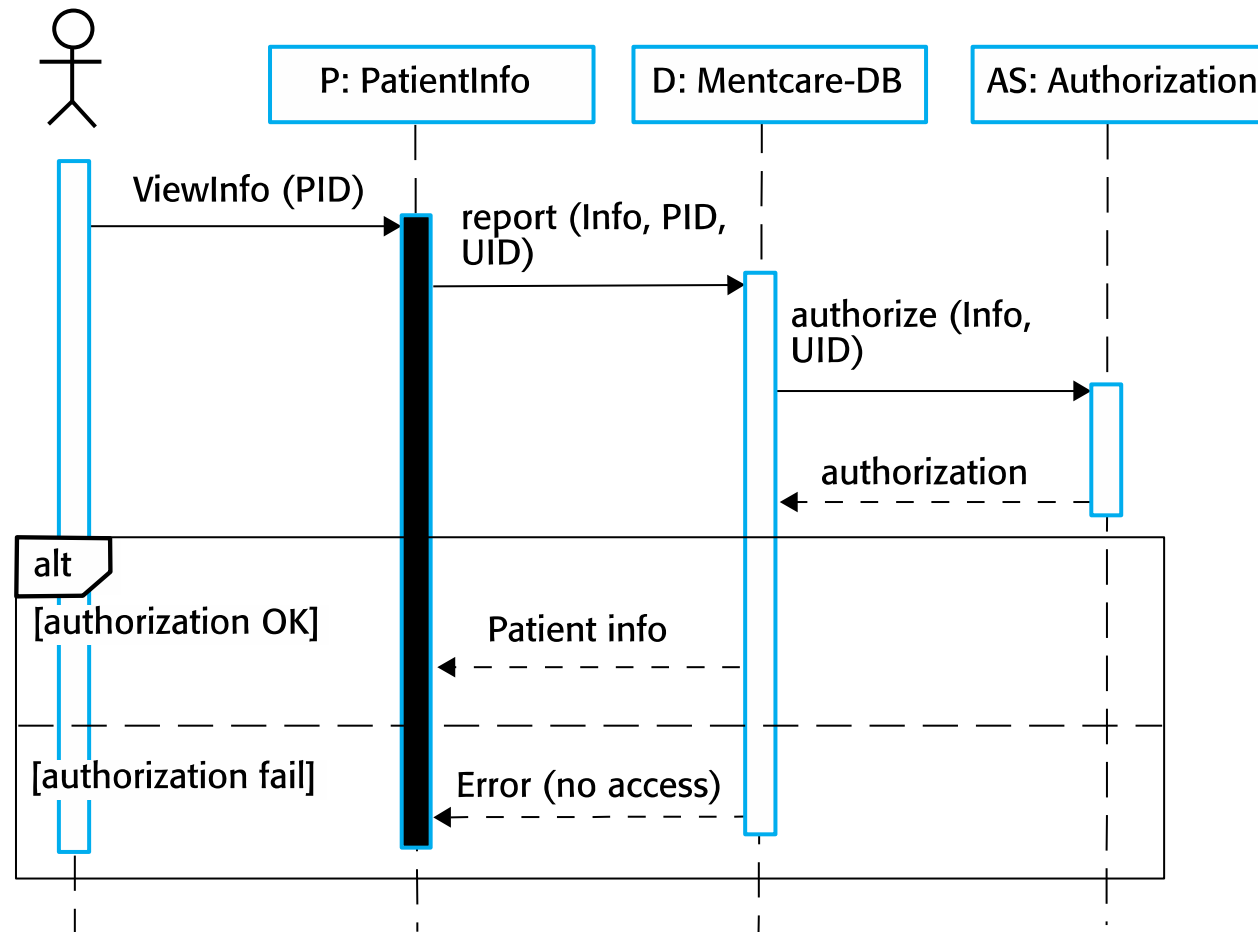 P: PatientInfo
D: Mentcare-DB
AS: Authorization
ViewInfo (PID)
report (Info, PID,
UID)
authorize (Info,
UID)
authorization
alt
[authorization OK]
Patient info
[authorization fail]
Error (no access)